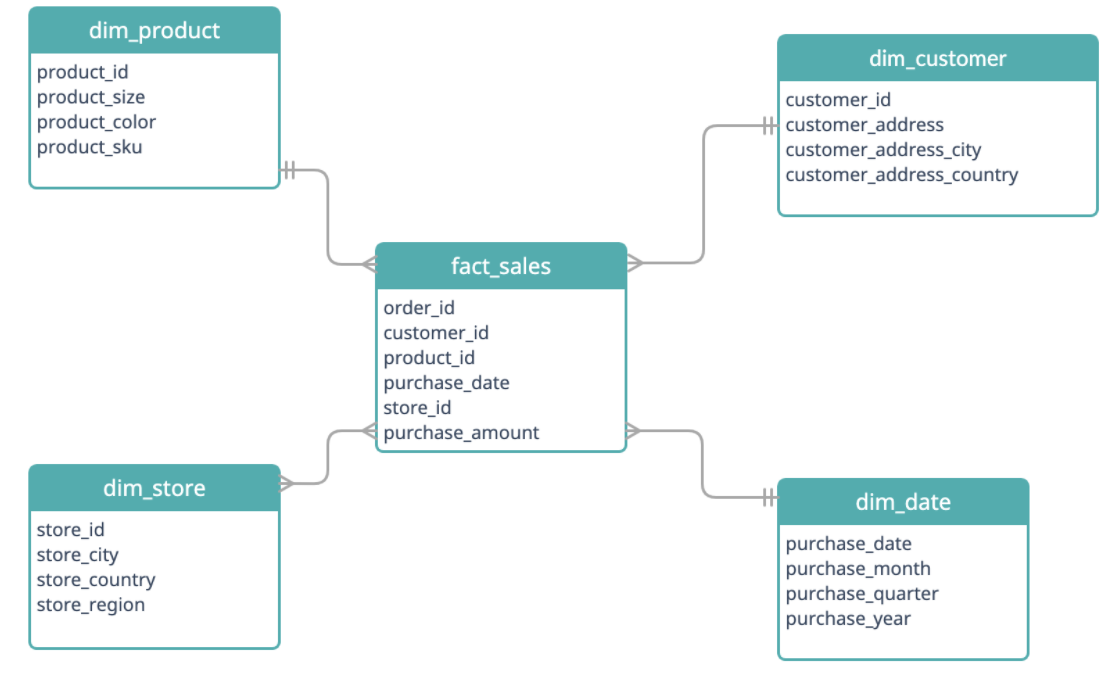 dim_product
product_id
product_size
product_color
product_sku
dim_customer
customer_id
customer_address
customer_address_city
customer_address_country
fact_sales
order_id
customer_id
product_id
purchase_date
store_id
purchase_amount
dim_store
store_id
store_city
store_country
store_region
dim_date
purchase_date
purchase_month
purchase_quarter
purchase_year